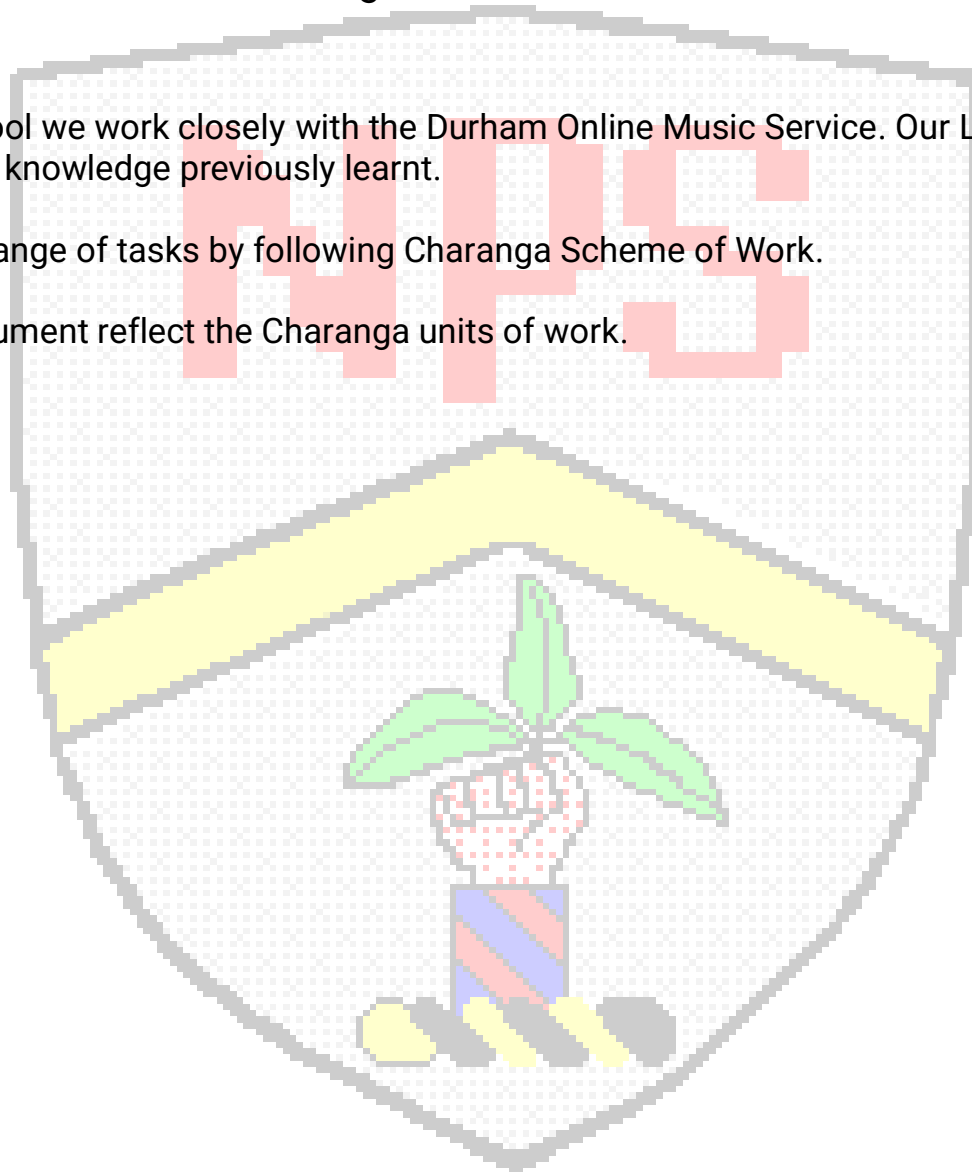 ool we work closely with the Durham Online Music Service. Our L
knowledge previously learnt.
ange of tasks by following Charanga Scheme of Work.
ument reflect the Charanga units of work.
NPS